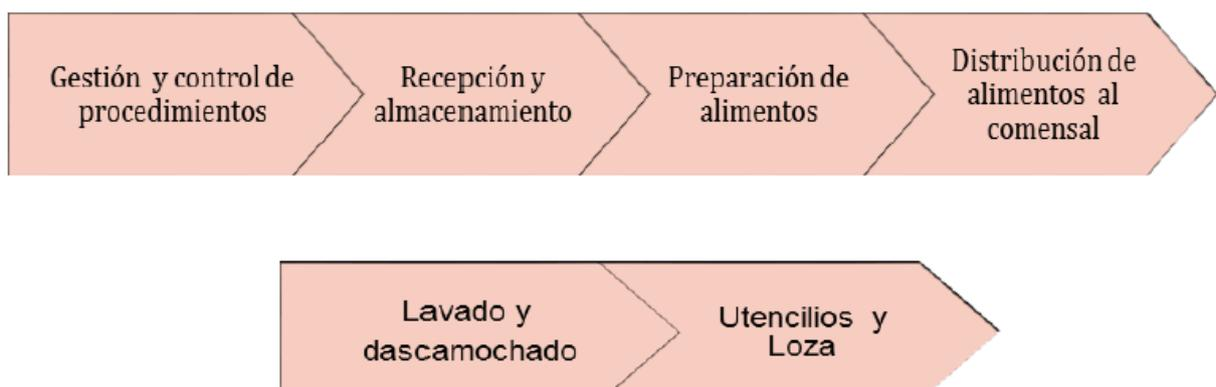 Gestión y control de
procedimientos
Recepción y
almacenamiento
Preparación de
alimentos
Distribución de
alimentos al
comensal
Lavado y
dascamochado
Utencilios y
Loza